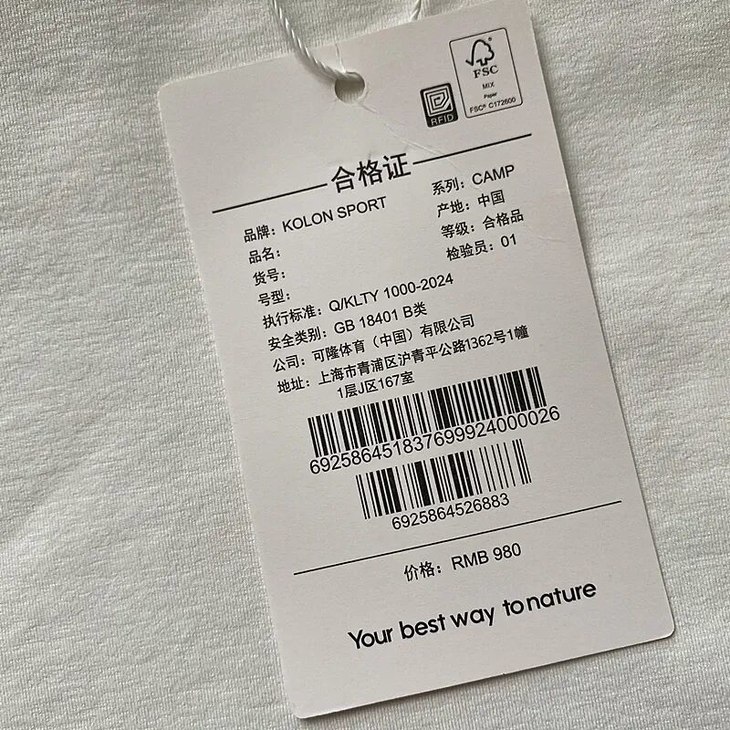 FSC
MIX
Paper
FSC® C172600
RFID
合格证
品牌：KOLON SPORT
系列：CAMP
品名：
产地：中国
货号：
等级：合格品
号型：
检验员：01
执行标准：Q/KLTY 1000-2024
安全类别：GB 18401 B类
公司：可隆体育（中国）有限公司
地址：上海市青浦区沪青平公路1362号1幢
1层J区167室
6925864518376999240000​26
6925864526883
价格：RMB 980
Your best way to nature